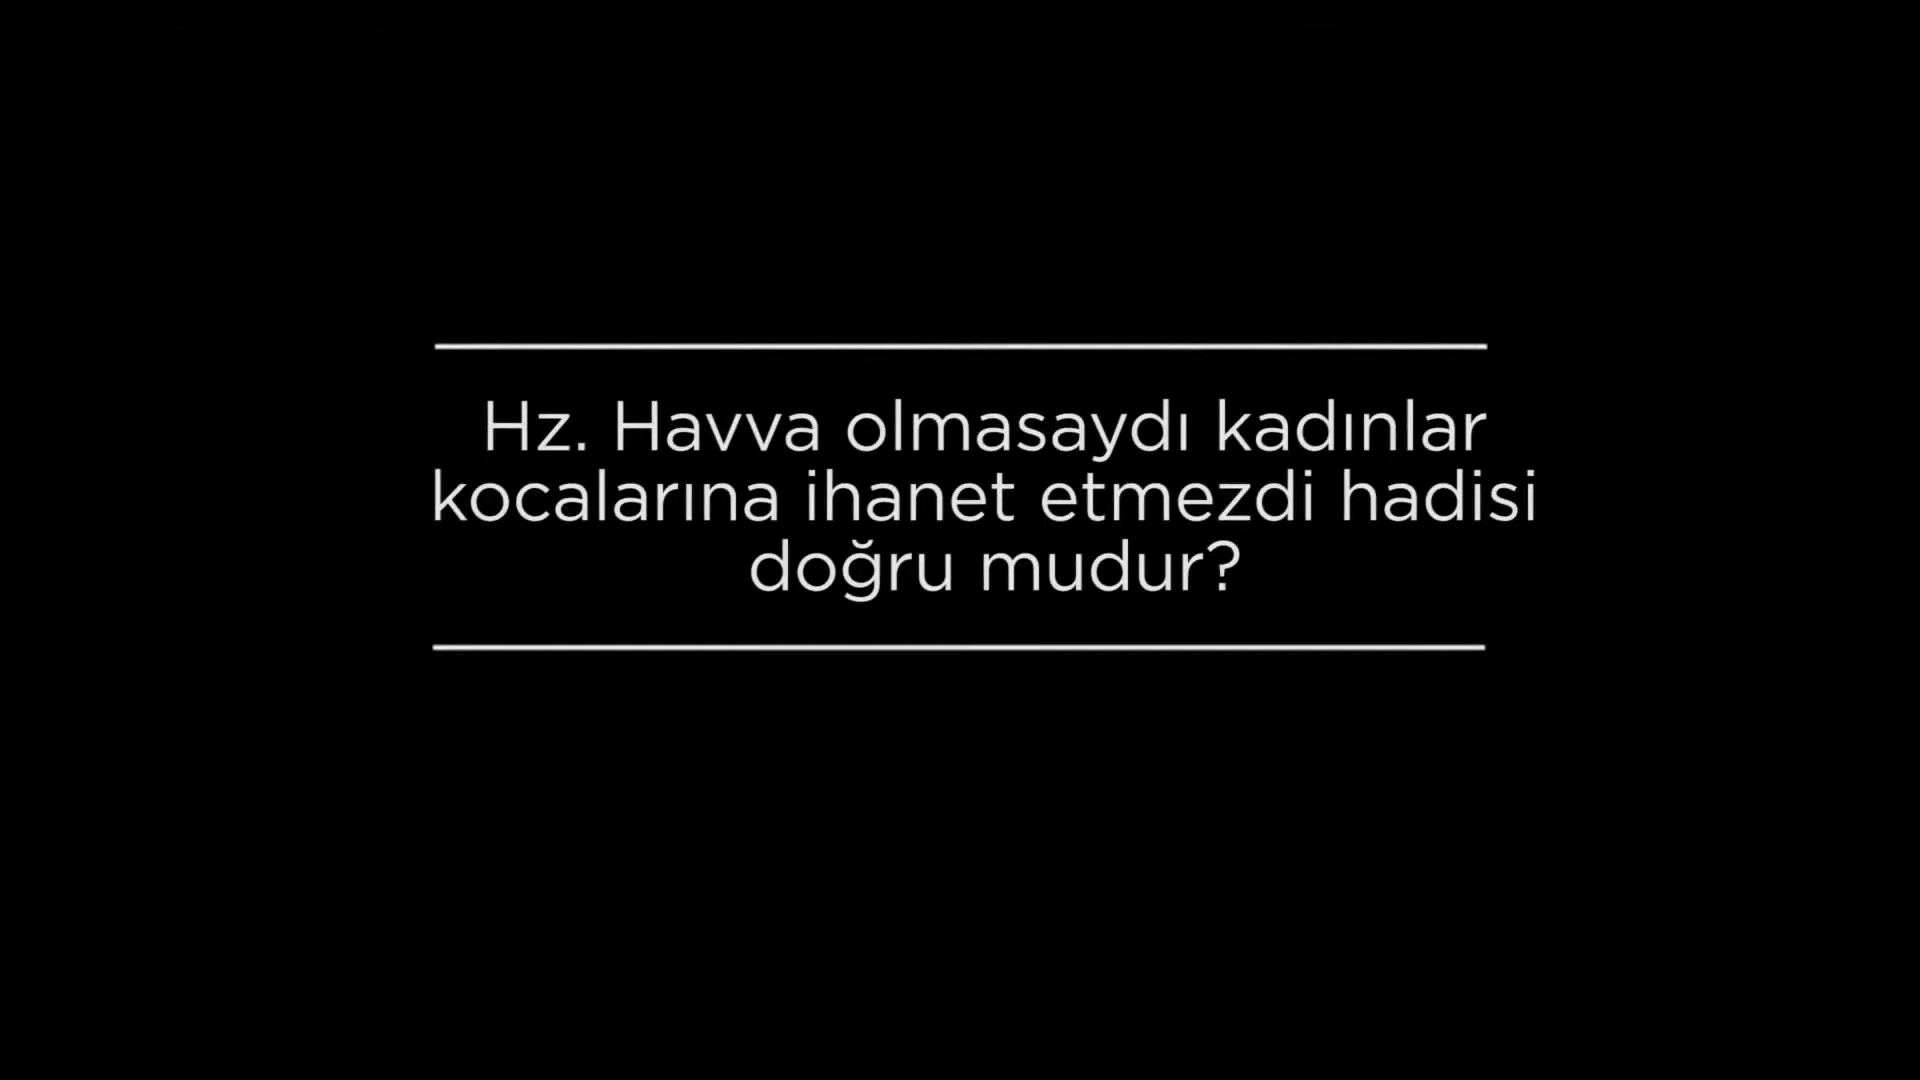 Hz. Havva olmasaydı kadınlar
kocalarına ihanet etmezdi hadisi
doğru mudur?